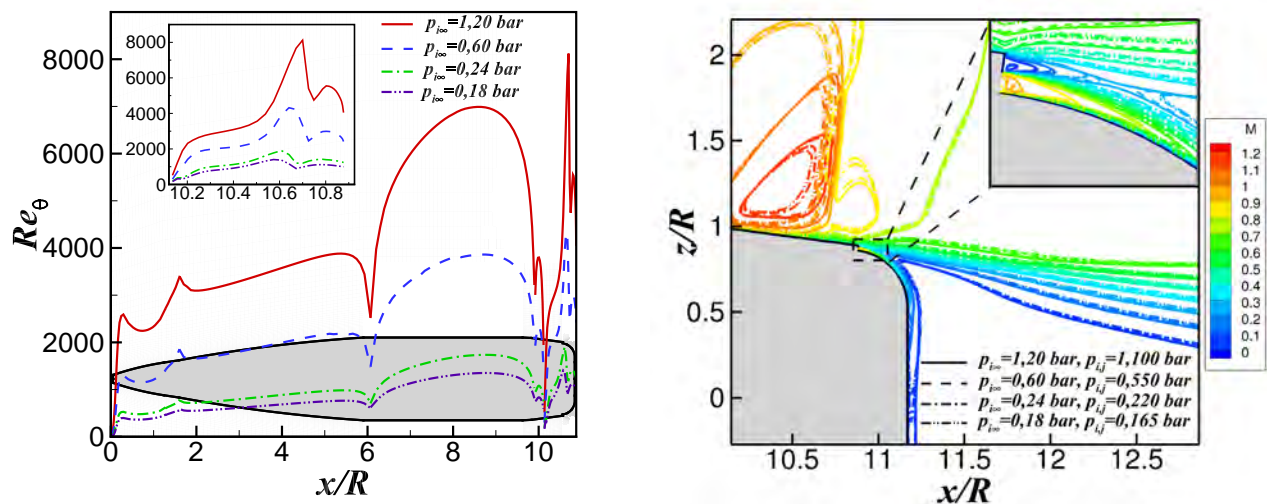 p_i∞=1,20 bar
p_i∞=0,60 bar
p_i∞=0,24 bar
p_i∞=0,18 bar
8000
6000
4000
2000
0
10.2 10.4 10.6 10.8
8000
6000
4000
2000
0
Re_θ
0 1 2 3 4 5 6 7 8 9 10
x/R
2
1.5
1
0.5
0
z/R
10.5 11 11.5 12 12.5
x/R
p_i∞=1,20 bar, p_i,j=1,100 bar
p_i∞=0,60 bar, p_i,j=0,550 bar
p_i∞=0,24 bar, p_i,j=0,220 bar
p_i∞=0,18 bar, p_i,j=0,165 bar
M
1.2
1.1
1
0.9
0.8
0.7
0.6
0.5
0.4
0.3
0.2
0.1
0